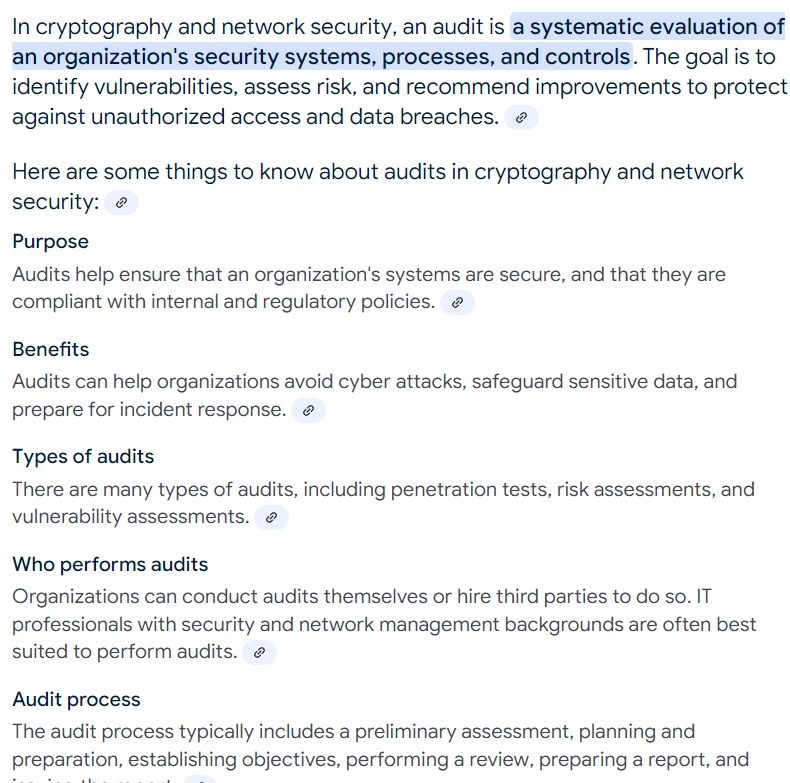 In cryptography and network security, an audit is a systematic evaluation of
an organization's security systems, processes, and controls. The goal is to
identify vulnerabilities, assess risk, and recommend improvements to protect
against unauthorized access and data breaches.
Here are some things to know about audits in cryptography and network
security:
Purpose
Audits help ensure that an organization's systems are secure, and that they are
compliant with internal and regulatory policies.
Benefits
Audits can help organizations avoid cyber attacks, safeguard sensitive data, and
prepare for incident response.
Types of audits
There are many types of audits, including penetration tests, risk assessments, and
vulnerability assessments.
Who performs audits
Organizations can conduct audits themselves or hire third parties to do so. IT
professionals with security and network management backgrounds are often best
suited to perform audits.
Audit process
The audit process typically includes a preliminary assessment, planning and
preparation, establishing objectives, performing a review, preparing a report, and